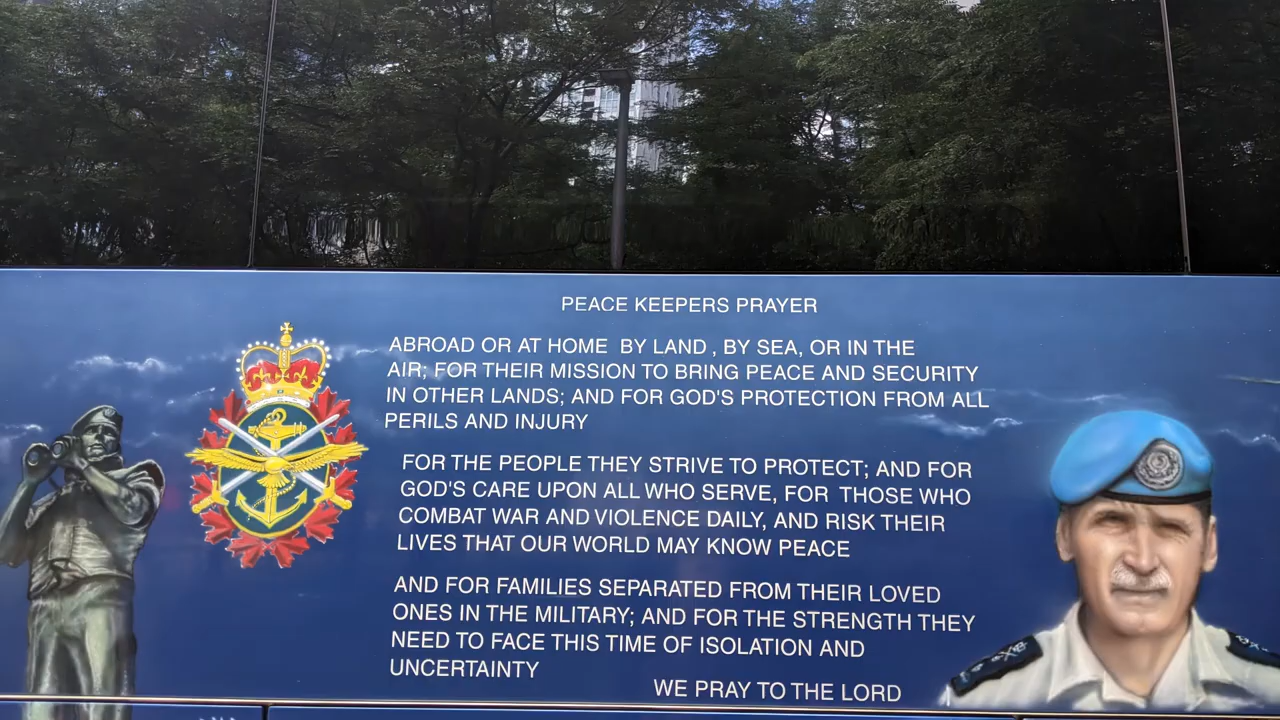 PEACE KEEPERS PRAYER
ABROAD OR AT HOME BY LAND, BY SEA, OR IN THE
AIR; FOR THEIR MISSION TO BRING PEACE AND SECURITY
IN OTHER LANDS; AND FOR GOD'S PROTECTION FROM ALL
PERILS AND INJURY
FOR THE PEOPLE THEY STRIVE TO PROTECT; AND FOR
GOD'S CARE UPON ALL WHO SERVE, FOR THOSE WHO
COMBAT WAR AND VIOLENCE DAILY, AND RISK THEIR
LIVES THAT OUR WORLD MAY KNOW PEACE
AND FOR FAMILIES SEPARATED FROM THEIR LOVED
ONES IN THE MILITARY; AND FOR THE STRENGTH THEY
NEED TO FACE THIS TIME OF ISOLATION AND
UNCERTAINTY
WE PRAY TO THE LORD